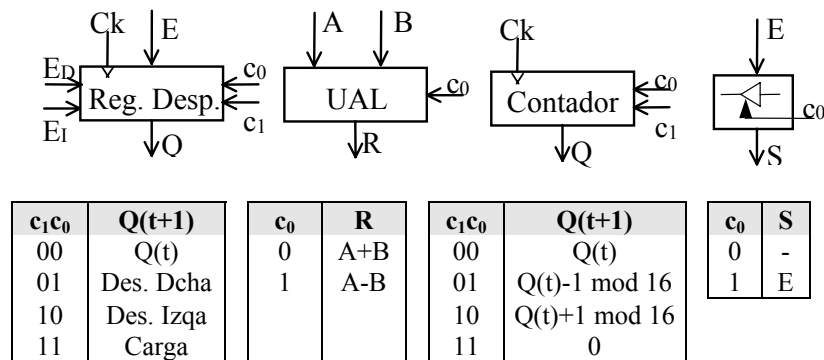 Ck E A B Ck E
E_D Reg. Desp. c₀ UAL c₀ Contador c₀ c₀
E_I c₁ c₁
Q R Q S
c₁c₀ Q(t+1) c₀ R c₁c₀ Q(t+1) c₀ S
00 Q(t) 0 A+B 00 Q(t) 0 -
01 Des. Dcha 1 A-B 01 Q(t)-1 mod 16 1 E
10 Des. Izqa 10 Q(t)+1 mod 16
11 Carga 11 0